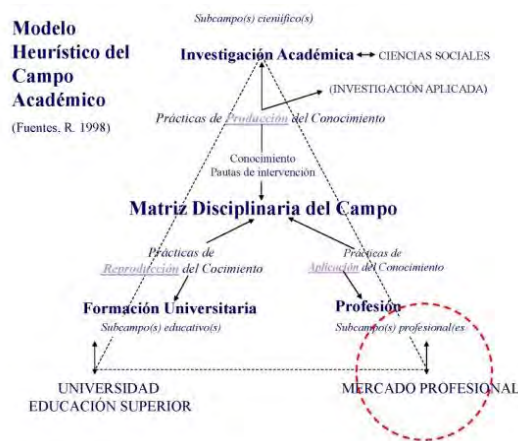 Modelo
Heurístico del
Campo
Académico
(Fuentes, R. 1998)
Subcampo(s) científico(s)
Investigación Académica
CIENCIAS SOCIALES
(INVESTIGACIÓN APLICADA)
Prácticas de Producción del Conocimiento
Conocimiento
Pautas de intervención
Matriz Disciplinaria del Campo
Prácticas de
Reproducción del Cocimiento
Prácticas de
Aplicación del Conocimiento
Formación Universitaria
Subcampo(s) educativo(s)
Profesión
Subcampo(s) profesional(es
UNIVERSIDAD
EDUCACIÓN SUPERIOR
MERCADO PROFESIONAL